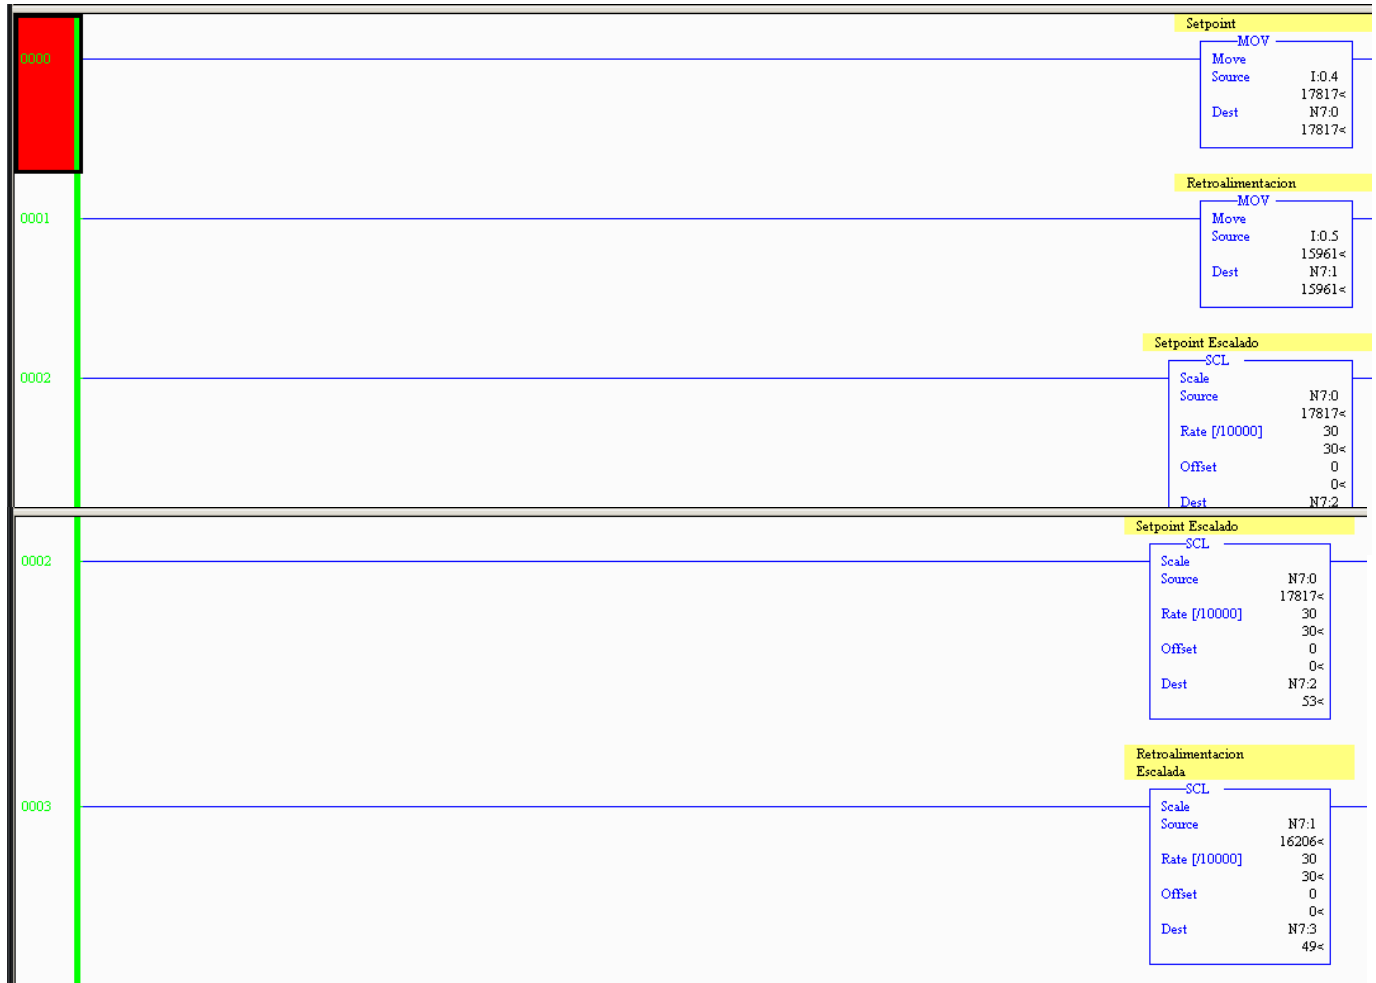 Setpoint
MOV
0000
Move
Source I:0.4
17817<
Dest N7:0
17817<
Retroalimentacion
MOV
0001
Move
Source I:0.5
15961<
Dest N7:1
15961<
Setpoint Escalado
SCL
0002
Scale
Source N7:0
17817<
Rate [/10000] 30
30<
Offset 0
0<
Dest N7:2
Setpoint Escalado
SCL
0002
Scale
Source N7:0
17817<
Rate [/10000] 30
30<
Offset 0
0<
Dest N7:2
53<
Retroalimentacion
Escalada
SCL
0003
Scale
Source N7:1
16206<
Rate [/10000] 30
30<
Offset 0
0<
Dest N7:3
49<